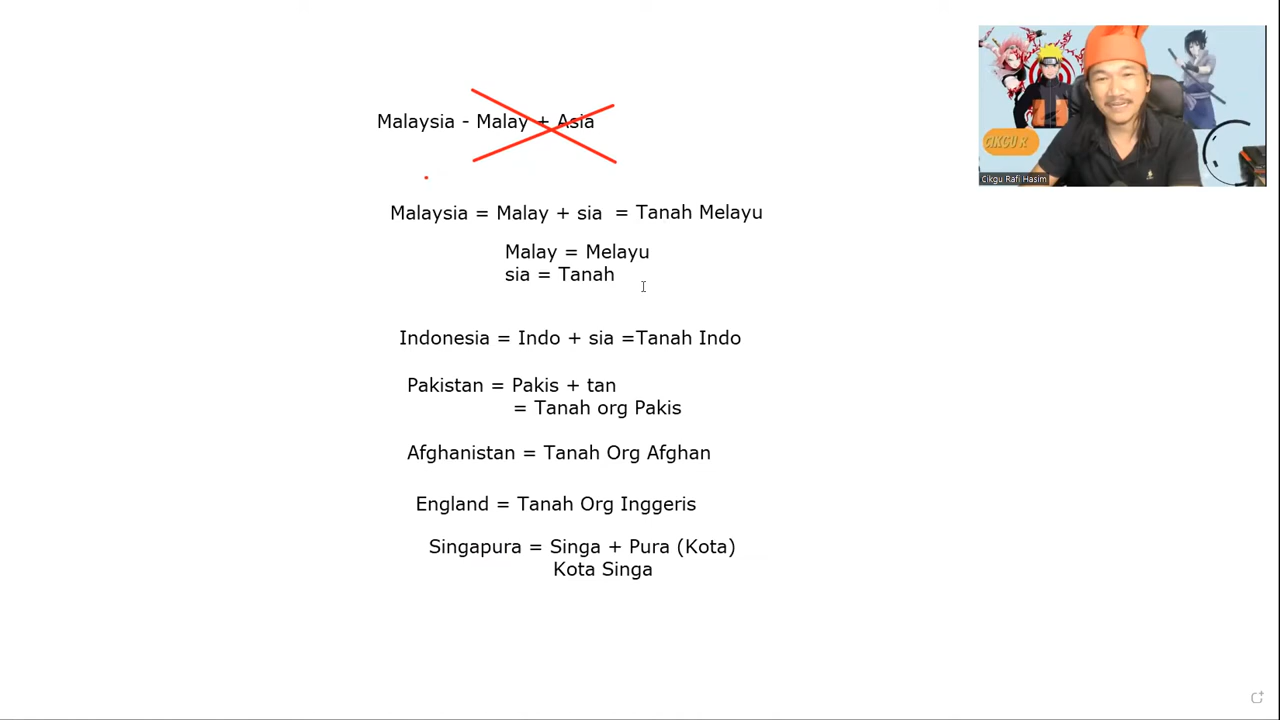 Malaysia - Malay + Asia
Malaysia = Malay + sia = Tanah Melayu
Malay = Melayu
sia = Tanah
Indonesia = Indo + sia =Tanah Indo
Pakistan = Pakis + tan
= Tanah org Pakis
Afghanistan = Tanah Org Afghan
England = Tanah Org Inggeris
Singapura = Singa + Pura (Kota)
Kota Singa
CIKGU R
Cikgu Rafi Hasim